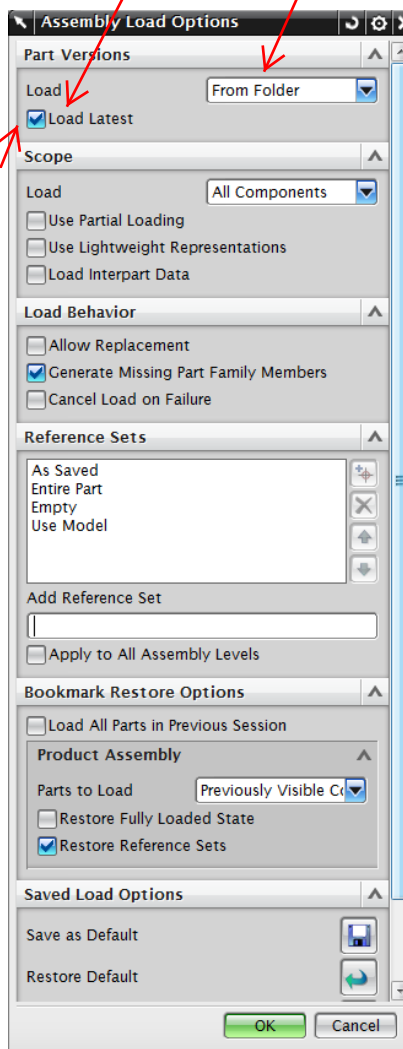 Assembly Load Options
Part Versions
Load From Folder
Load Latest
Scope
Load All Components
Use Partial Loading
Use Lightweight Representations
Load Interpart Data
Load Behavior
Allow Replacement
Generate Missing Part Family Members
Cancel Load on Failure
Reference Sets
As Saved
Entire Part
Empty
Use Model
Add Reference Set
Apply to All Assembly Levels
Bookmark Restore Options
Load All Parts in Previous Session
Product Assembly
Parts to Load Previously Visible Co
Restore Fully Loaded State
Restore Reference Sets
Saved Load Options
Save as Default
Restore Default
OK Cancel